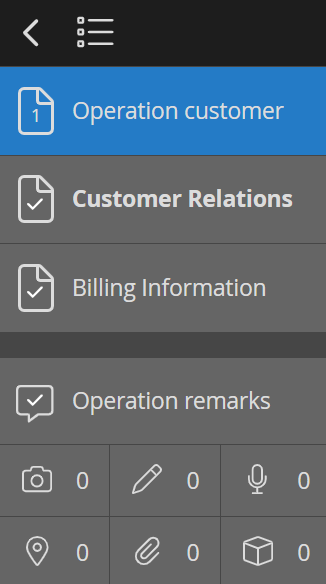 1 Operation customer
Customer Relations
Billing Information
Operation remarks
0 0 0
0 0 0